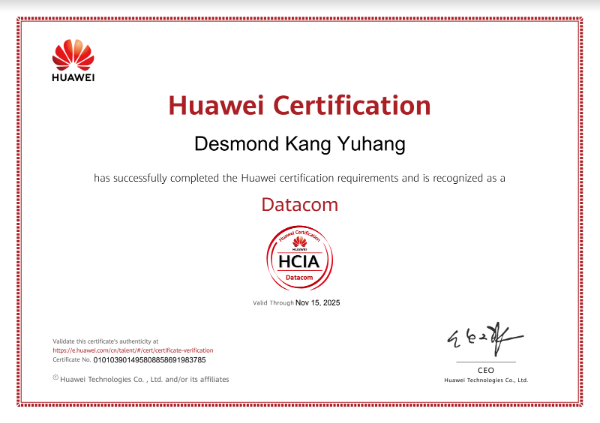 HUAWEI
Huawei Certification
Desmond Kang Yuhang
has successfully completed the Huawei certification requirements and is recognized as a
Datacom
Huawei Certification
HUAWEI
HCIA
Datacom
Valid Through Nov 15, 2025
Validate this certificate's authenticity at
https://e.huawei.com/cn/talent/#/cert/certificate-verification
Certificate No. 010103901495808858691983785
CEO
Huawei Technologies Co., Ltd.
© Huawei Technologies Co. , Ltd. and/or its affiliates